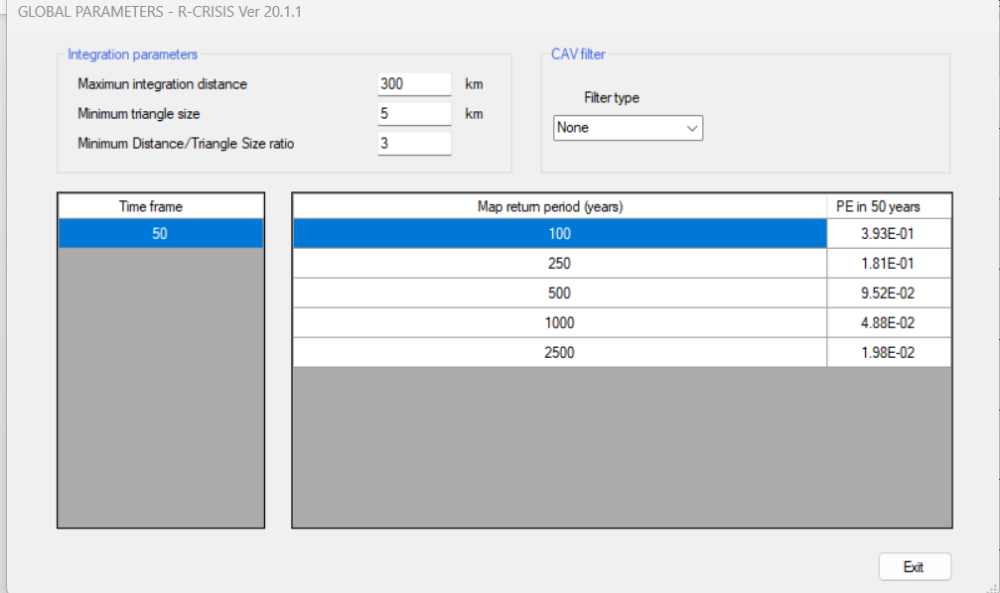 GLOBAL PARAMETERS - R-CRISIS Ver 20.1.1
Integration parameters
Maximun integration distance 300 km
Minimum triangle size 5 km
Minimum Distance/Triangle Size ratio 3
CAV filter
Filter type
None
Time frame
50
Map return period (years) PE in 50 years
100 3.93E-01
250 1.81E-01
500 9.52E-02
1000 4.88E-02
2500 1.98E-02
Exit